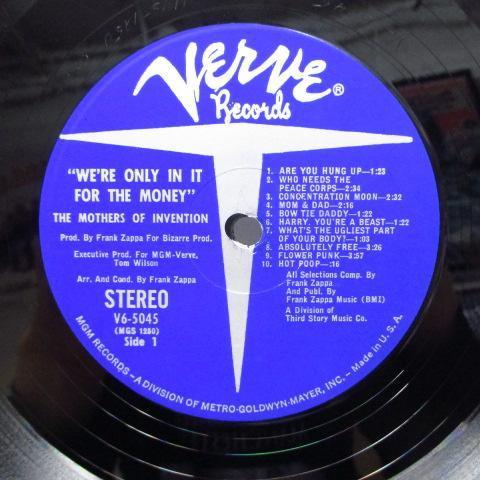 VERVE
Records®
"WE'RE ONLY IN IT
FOR THE MONEY"
THE MOTHERS OF INVENTION
Prod. By Frank Zappa For Bizarre Prod.
Executive Prod. For MGM-Verve,
Tom Wilson
Arr. And Cond. By Frank Zappa
STEREO
V6-5045
(MGS 1250)
Side 1
1. ARE YOU HUNG UP—1:23
2. WHO NEEDS THE
PEACE CORPS—2:34
3. CONCENTRATION MOON—2:32
4. MOM & DAD—2:16
5. BOW TIE DADDY—1:22
6. HARRY, YOU'RE A BEAST—1:22
7. WHAT'S THE UGLIEST PART
OF YOUR BODY?—1:03
8. ABSOLUTELY FREE—3:26
9. FLOWER PUNK—3:57
10. HOT POOP—:16
All Selections Comp. By
Frank Zappa
And Publ. By
Frank Zappa Music (BMI)
A Division of
Third Story Music Co.
MGM RECORDS—A DIVISION OF METRO-GOLDWYN-MAYER, INC.—Made in U.S.A.